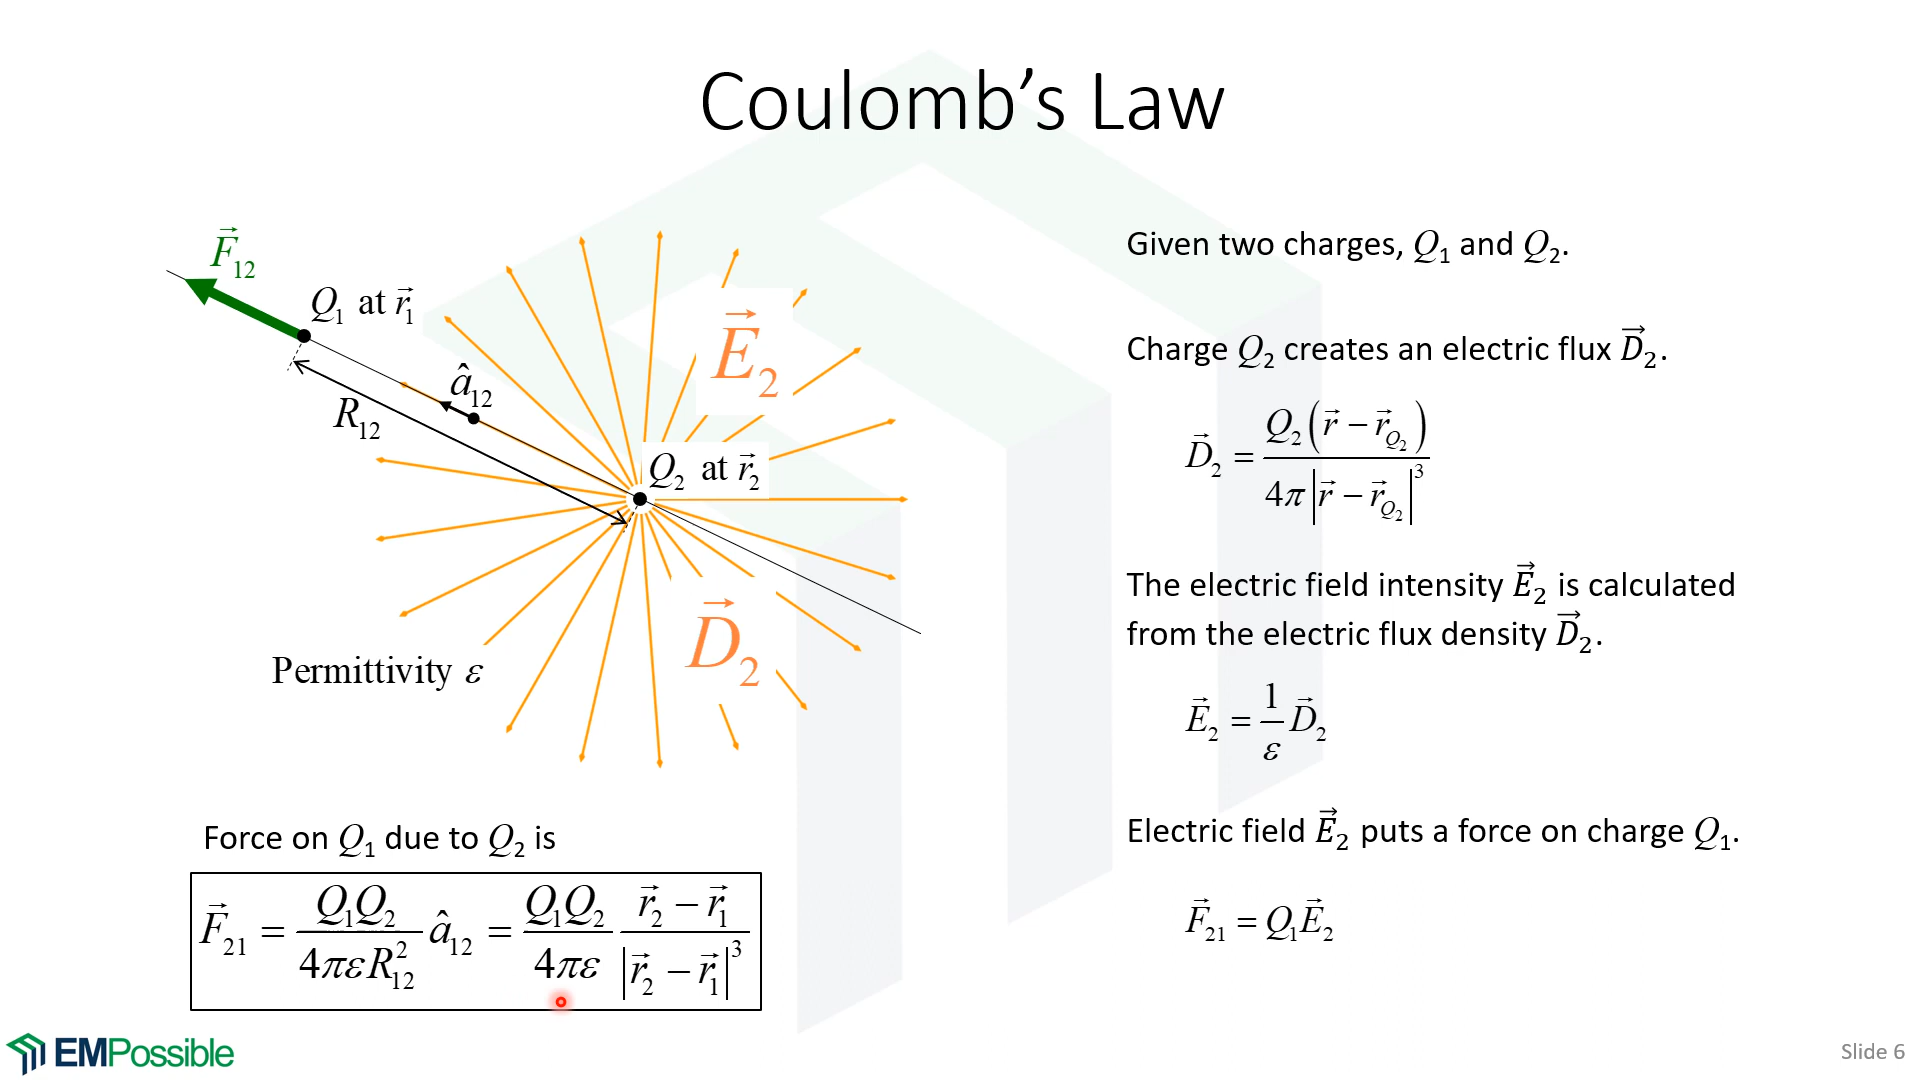 Coulomb’s Law
F⃗₁₂
Q₁ at r⃗₁
â₁₂
R₁₂
E⃗₂
Q₂ at r⃗₂
D⃗₂
Permittivity ε
Force on Q₁ due to Q₂ is
F⃗₂₁ = Q₁Q₂ / 4πεR₁₂² â₁₂ = Q₁Q₂ / 4πε (r⃗₂ − r⃗₁) / |r⃗₂ − r⃗₁|³
Given two charges, Q₁ and Q₂.
Charge Q₂ creates an electric flux D⃗₂.
D⃗₂ = Q₂(r⃗ − r⃗_Q₂) / 4π|r⃗ − r⃗_Q₂|³
The electric field intensity E⃗₂ is calculated
from the electric flux density D⃗₂.
E⃗₂ = 1/ε D⃗₂
Electric field E⃗₂ puts a force on charge Q₁.
F⃗₂₁ = Q₁E⃗₂
EMPossible
Slide 6